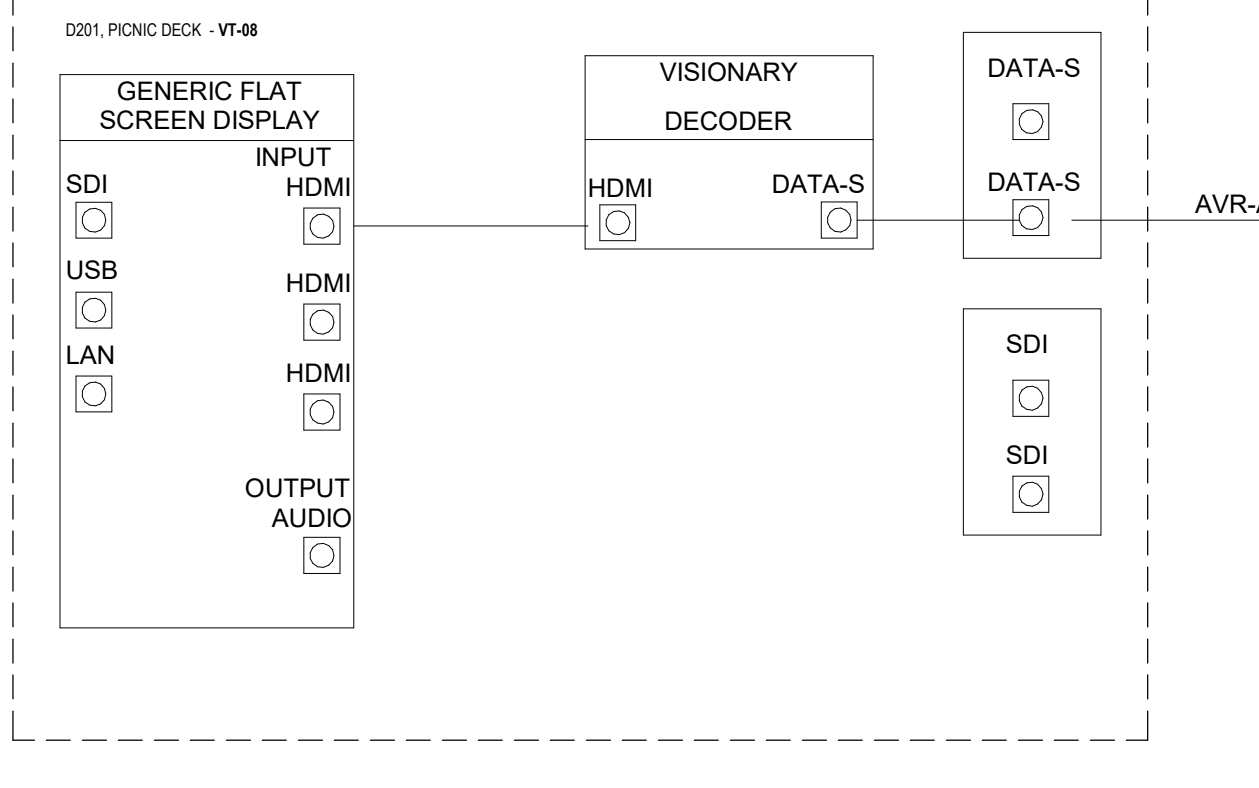 D201, PICNIC DECK - VT-08
GENERIC FLAT
SCREEN DISPLAY
INPUT
SDI
HDMI
USB
HDMI
LAN
HDMI
OUTPUT
AUDIO
VISIONARY
DECODER
HDMI
DATA-S
DATA-S
DATA-S
SDI
SDI